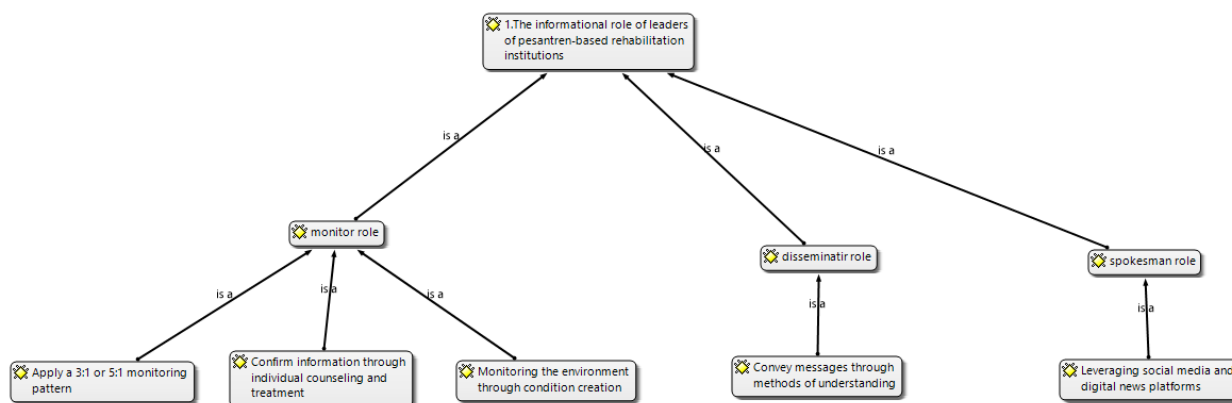 1.The informational role of leaders
of pesantren-based rehabilitation
institutions
is a
is a
is a
monitor role
disseminatir role
spokesman role
is a
is a
is a
is a
is a
Apply a 3:1 or 5:1 monitoring
pattern
Confirm information through
individual counseling and
treatment
Monitoring the environment
through condition creation
Convey messages through
methods of understanding
Leveraging social media and
digital news platforms